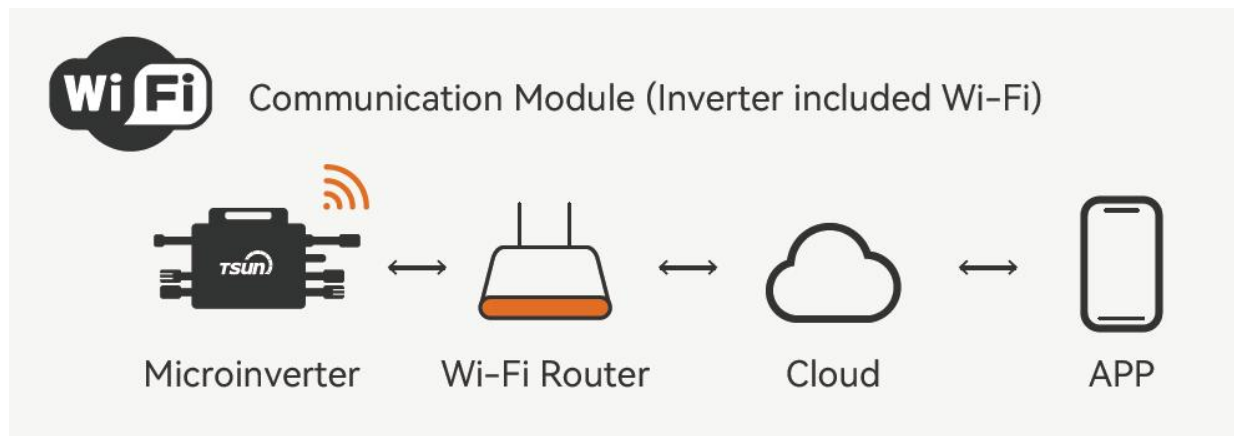 Wi Fi
Communication Module (Inverter included Wi-Fi)
TSUN
Microinverter
Wi-Fi Router
Cloud
APP